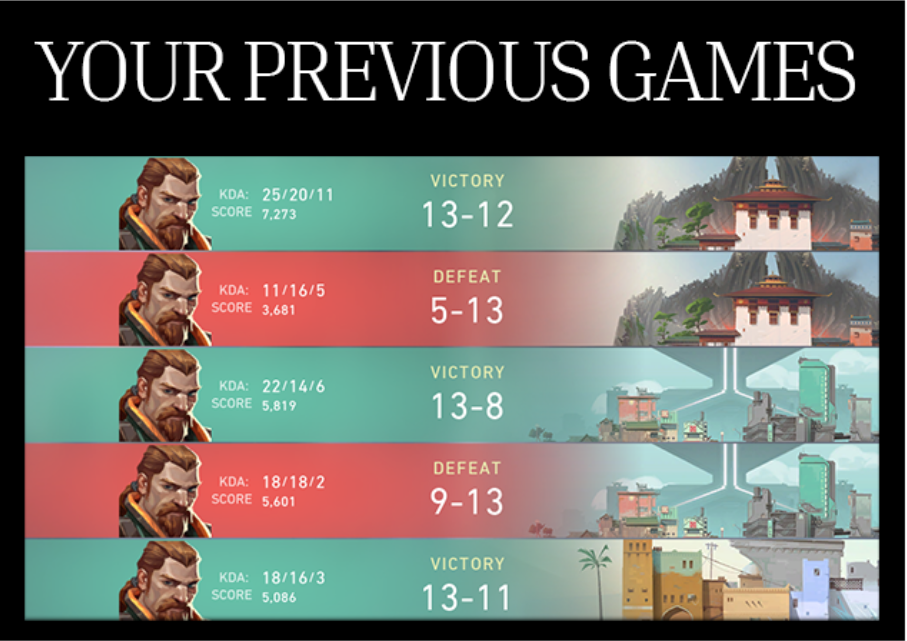 YOUR PREVIOUS GAMES
KDA: 25/20/11
SCORE 7,273
VICTORY
13-12
KDA: 11/16/5
SCORE 3,681
DEFEAT
5-13
KDA: 22/14/6
SCORE 5,819
VICTORY
13-8
KDA: 18/18/2
SCORE 5,601
DEFEAT
9-13
KDA: 18/16/3
SCORE 5,086
VICTORY
13-11